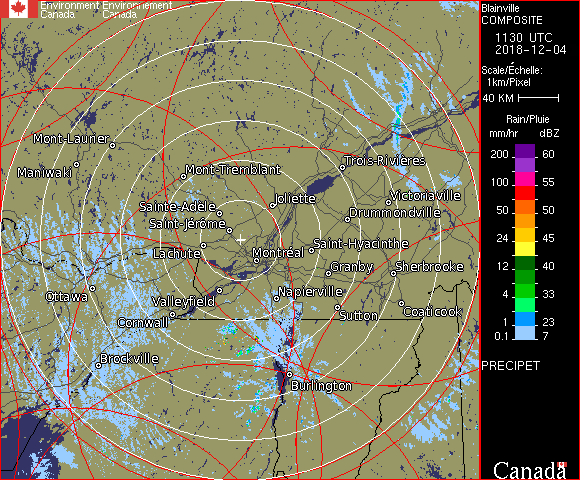 Environment Environnement
Canada Canada
Blainville
COMPOSITE
1130 UTC
2018-12-04
Scale/Échelle:
1km/Pixel
40 KM
Rain/Pluie
mm/hr dBZ
200 60
100 55
50 50
24 45
12 40
4 33
1 23
0.1 7
PRECIPET
Mont-Laurier
Maniwaki
Mont-Tremblant
Trois-Rivières
Joliette
Victoriaville
Sainte-Adèle
Drummondville
Saint-Jérôme
Lachute
Montréal
Saint-Hyacinthe
Granby
Sherbrooke
Ottawa
Valleyfield
Napierville
Cornwall
Sutton
Coaticook
Brockville
Burlington
Canada